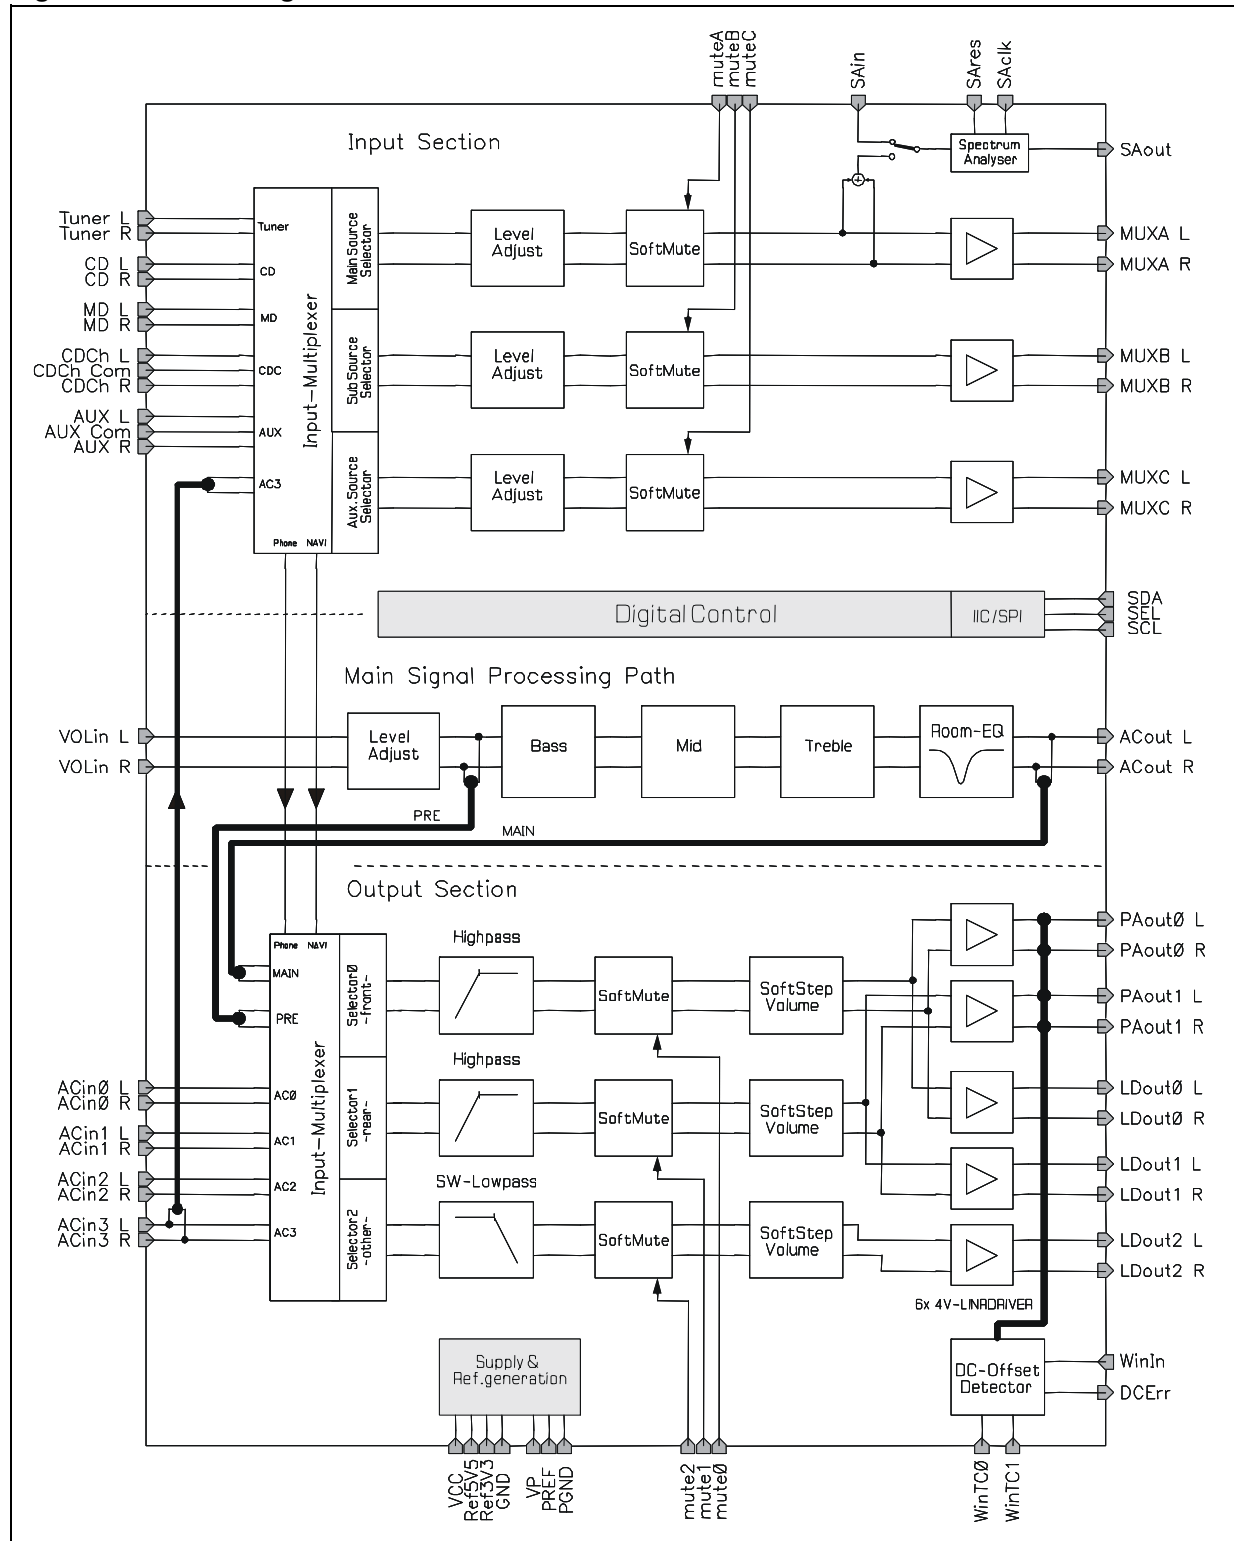 muteA
muteB
muteC
SAin
SAres
SAclk
Input Section
Spectrum
Analyser
SAout
Tuner L
Tuner R
CD L
CD R
MD L
MD R
CDCh L
CDCh Com
CDCh R
AUX L
AUX Com
AUX R
Tuner
CD
MD
CDC
AUX
AC3
Phone NAVI
Input-Multiplexer
Main Source
Selector
Sub Source
Selector
Aux. Source
Selector
Level
Adjust
SoftMute
MUXA L
MUXA R
Level
Adjust
SoftMute
MUXB L
MUXB R
Level
Adjust
SoftMute
MUXC L
MUXC R
Digital Control
IIC/SPI
SDA
SEL
SCL
Main Signal Processing Path
VOLin L
VOLin R
Level
Adjust
Bass
Mid
Treble
Room-EQ
ACout L
ACout R
PRE
MAIN
Output Section
Phone NAVI
MAIN
PRE
AC0
AC1
AC2
AC3
Input-Multiplexer
Selector0
-front-
Selector1
-rear-
Selector2
-other-
ACin0 L
ACin0 R
ACin1 L
ACin1 R
ACin2 L
ACin2 R
ACin3 L
ACin3 R
Highpass
SoftMute
SoftStep
Volume
Highpass
SoftMute
SoftStep
Volume
SW-Lowpass
SoftMute
SoftStep
Volume
PAout0 L
PAout0 R
PAout1 L
PAout1 R
LDout0 L
LDout0 R
LDout1 L
LDout1 R
LDout2 L
LDout2 R
6x 4V-LINRDRIVER
Supply &
Ref.generation
DC-Offset
Detector
WinIn
DCErr
VCC
Ref5V5
Ref3V3
GND
VP
PREF
PGND
mute2
mute1
mute0
WinTC0
WinTC1